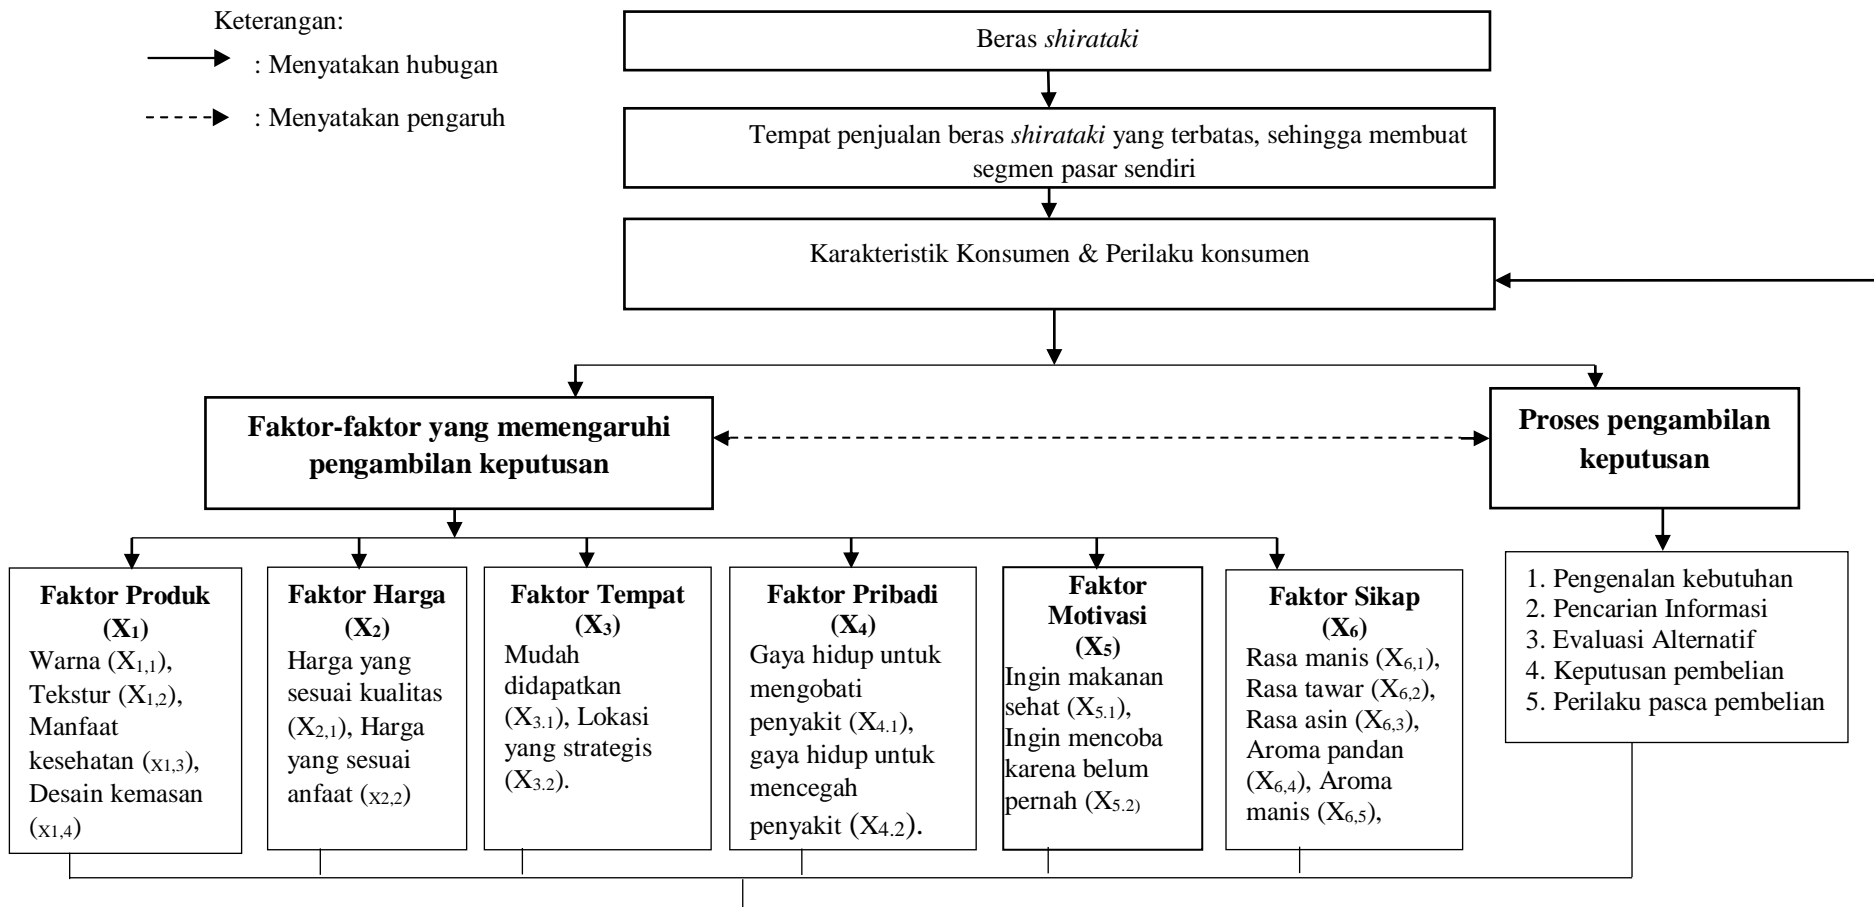 Keterangan:
: Menyatakan hubugan
: Menyatakan pengaruh
Beras shirataki
Tempat penjualan beras shirataki yang terbatas, sehingga membuat
segmen pasar sendiri
Karakteristik Konsumen & Perilaku konsumen
Faktor-faktor yang memengaruhi
pengambilan keputusan
Proses pengambilan
keputusan
Faktor Produk
(X1)
Warna (X1,1),
Tekstur (X1,2),
Manfaat
kesehatan (x1,3),
Desain kemasan
(x1,4)
Faktor Harga
(X2)
Harga yang
sesuai kualitas
(X2,1), Harga
yang sesuai
anfaat (x2,2)
Faktor Tempat
(X3)
Mudah
didapatkan
(X3.1), Lokasi
yang strategis
(X3.2).
Faktor Pribadi
(X4)
Gaya hidup untuk
mengobati
penyakit (X4.1),
gaya hidup untuk
mencegah
penyakit (X4.2).
Faktor
Motivasi
(X5)
Ingin makanan
sehat (X5.1),
Ingin mencoba
karena belum
pernah (X5.2)
Faktor Sikap
(X6)
Rasa manis (X6,1),
Rasa tawar (X6,2),
Rasa asin (X6,3),
Aroma pandan
(X6,4), Aroma
manis (X6,5),
1. Pengenalan kebutuhan
2. Pencarian Informasi
3. Evaluasi Alternatif
4. Keputusan pembelian
5. Perilaku pasca pembelian